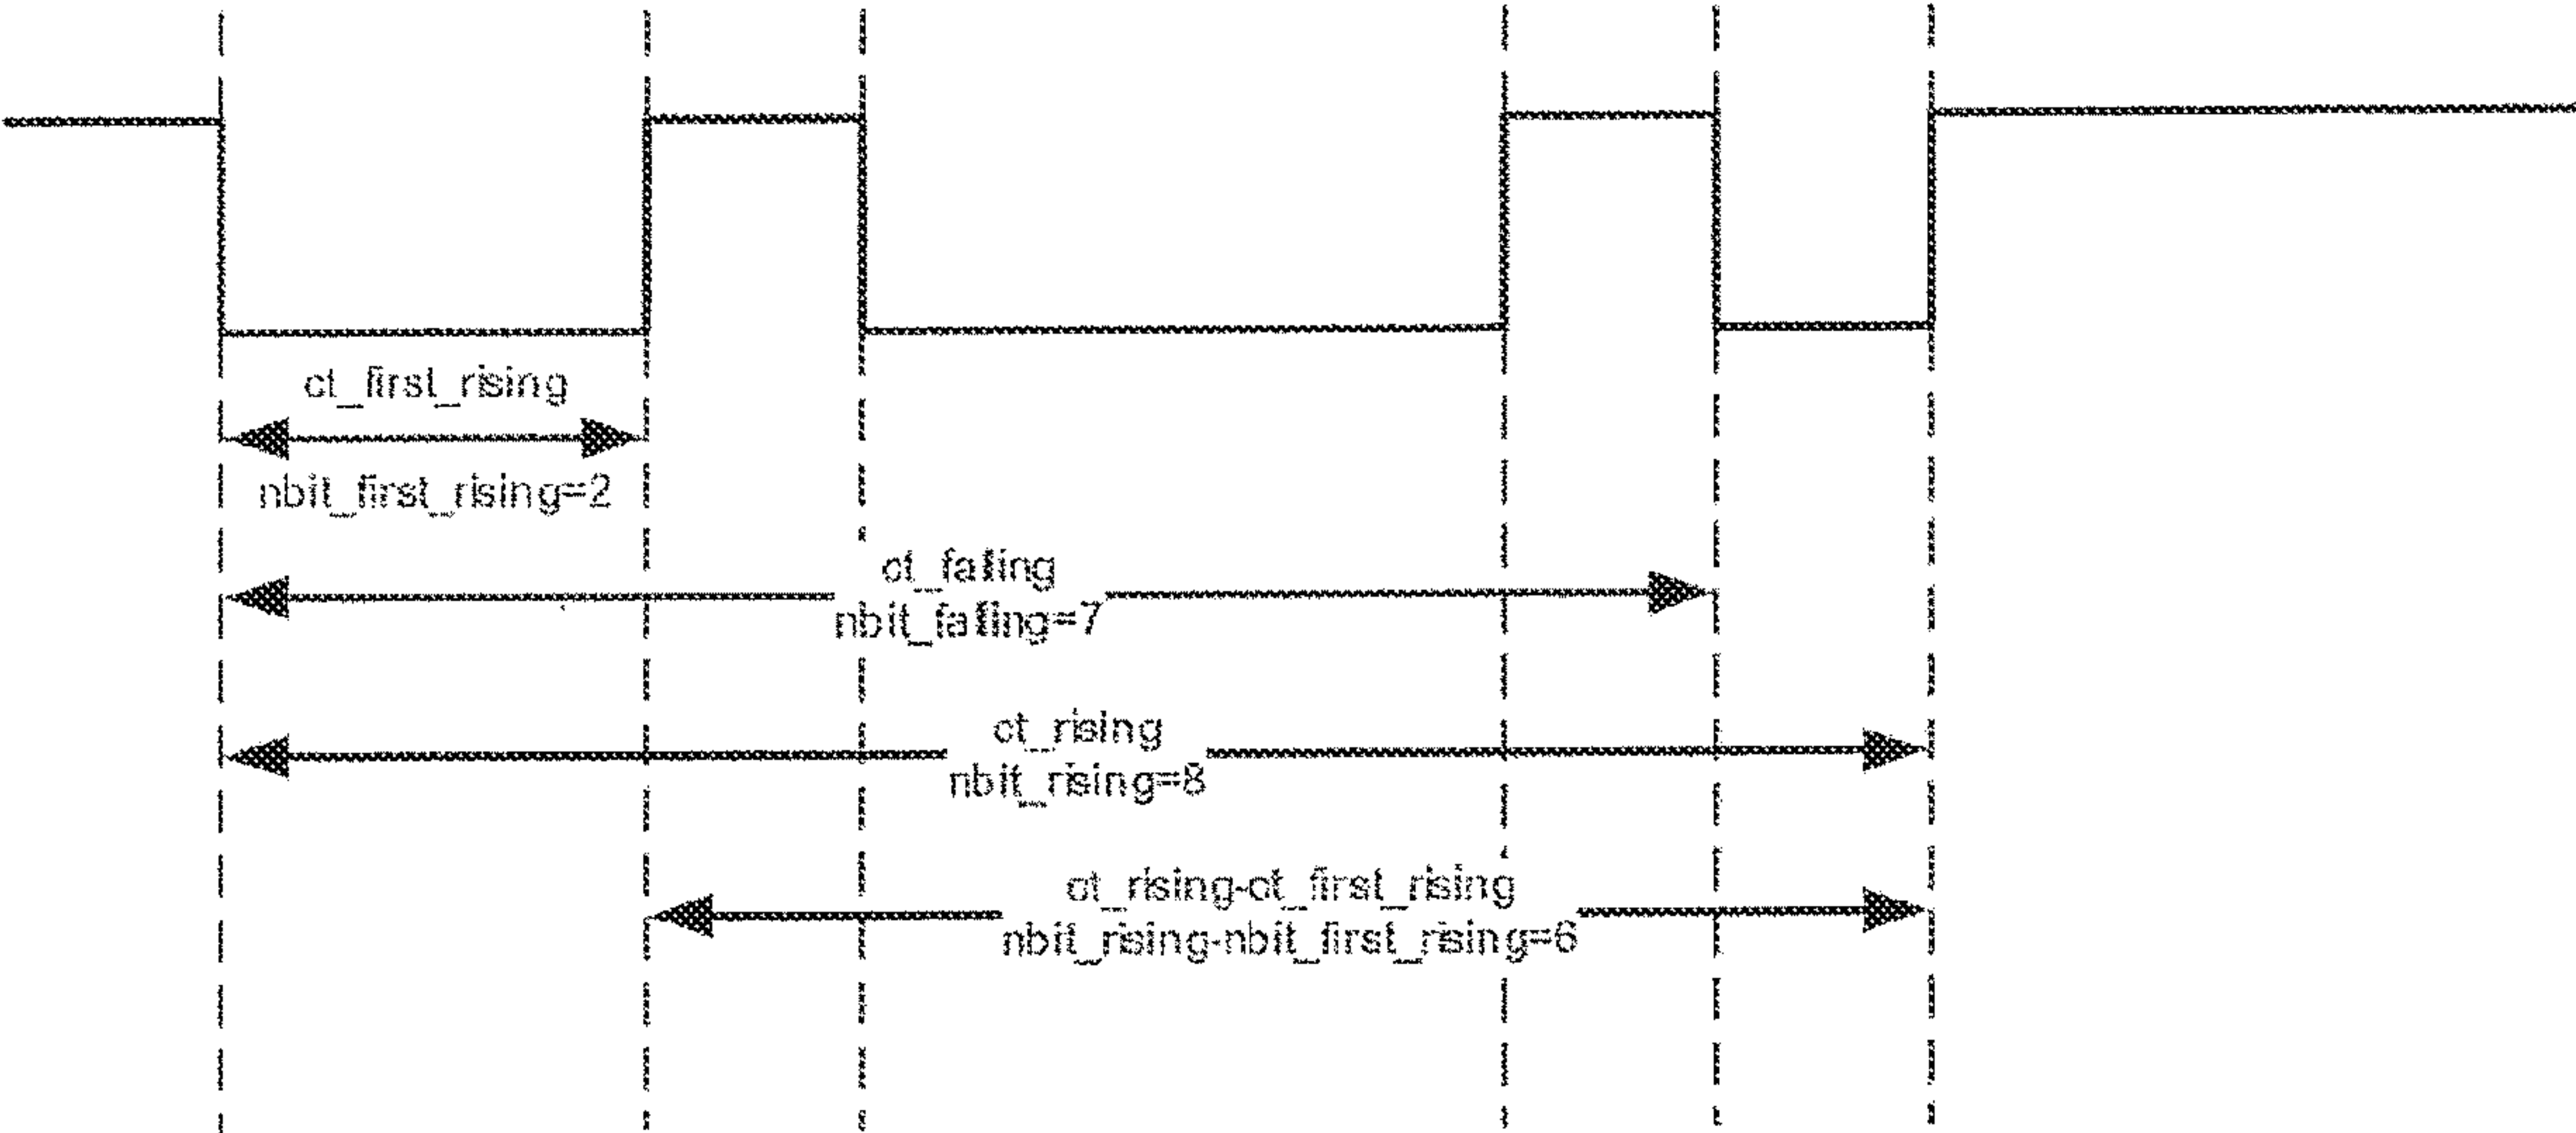 ct_first_rising
nbit_first_rising=2
ct_falling
nbit_falling=7
ct_rising
nbit_rising=8
ct_rising-ct_first_rising
nbit_rising-nbit_first_rising=6